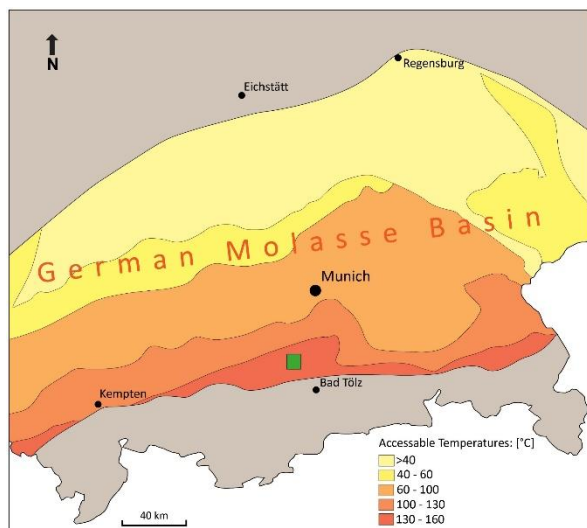 N
Regensburg
Eichstätt
German Molasse Basin
Munich
Kempten
Bad Tölz
Accessable Temperatures: [°C]
>40
40 - 60
60 - 100
100 - 130
130 - 160
40 km